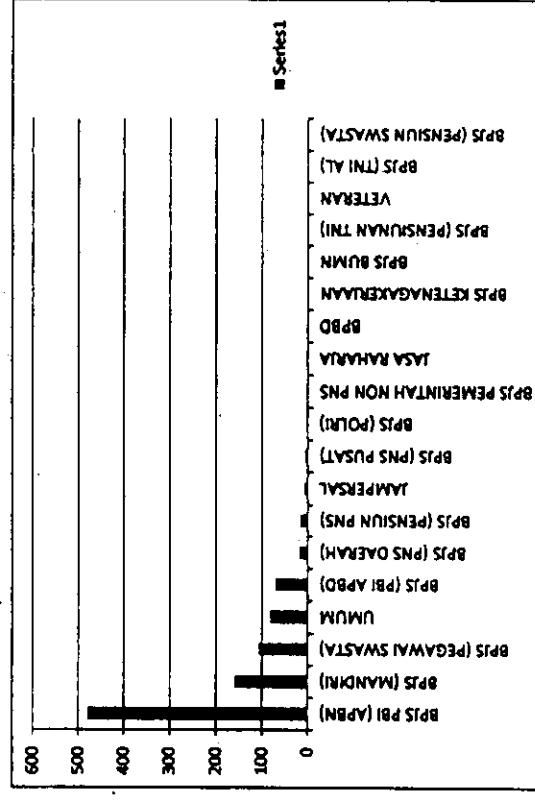 600
500
400
300
200
100
0
BPJS PBI (APBN)
BPJS (MANDIRI)
BPJS (PEGAWAI SWASTA)
UMUM
BPJS (PBI APBD)
BPJS (PNS DAERAH)
BPJS (PENSIUN PNS)
JAMPERSAL
BPJS (PNS PUSAT)
BPJS (POLRI)
BPJS PEMERINTAH NON PNS
JASA RAHARJA
BPBD
BPJS KETENAGAKERJAAN
BPJS BUMN
BPJS (PENSIUNAN TNI)
VETERAN
BPJS (TNI AL)
BPJS (PENSIUN SWASTA)
Series1